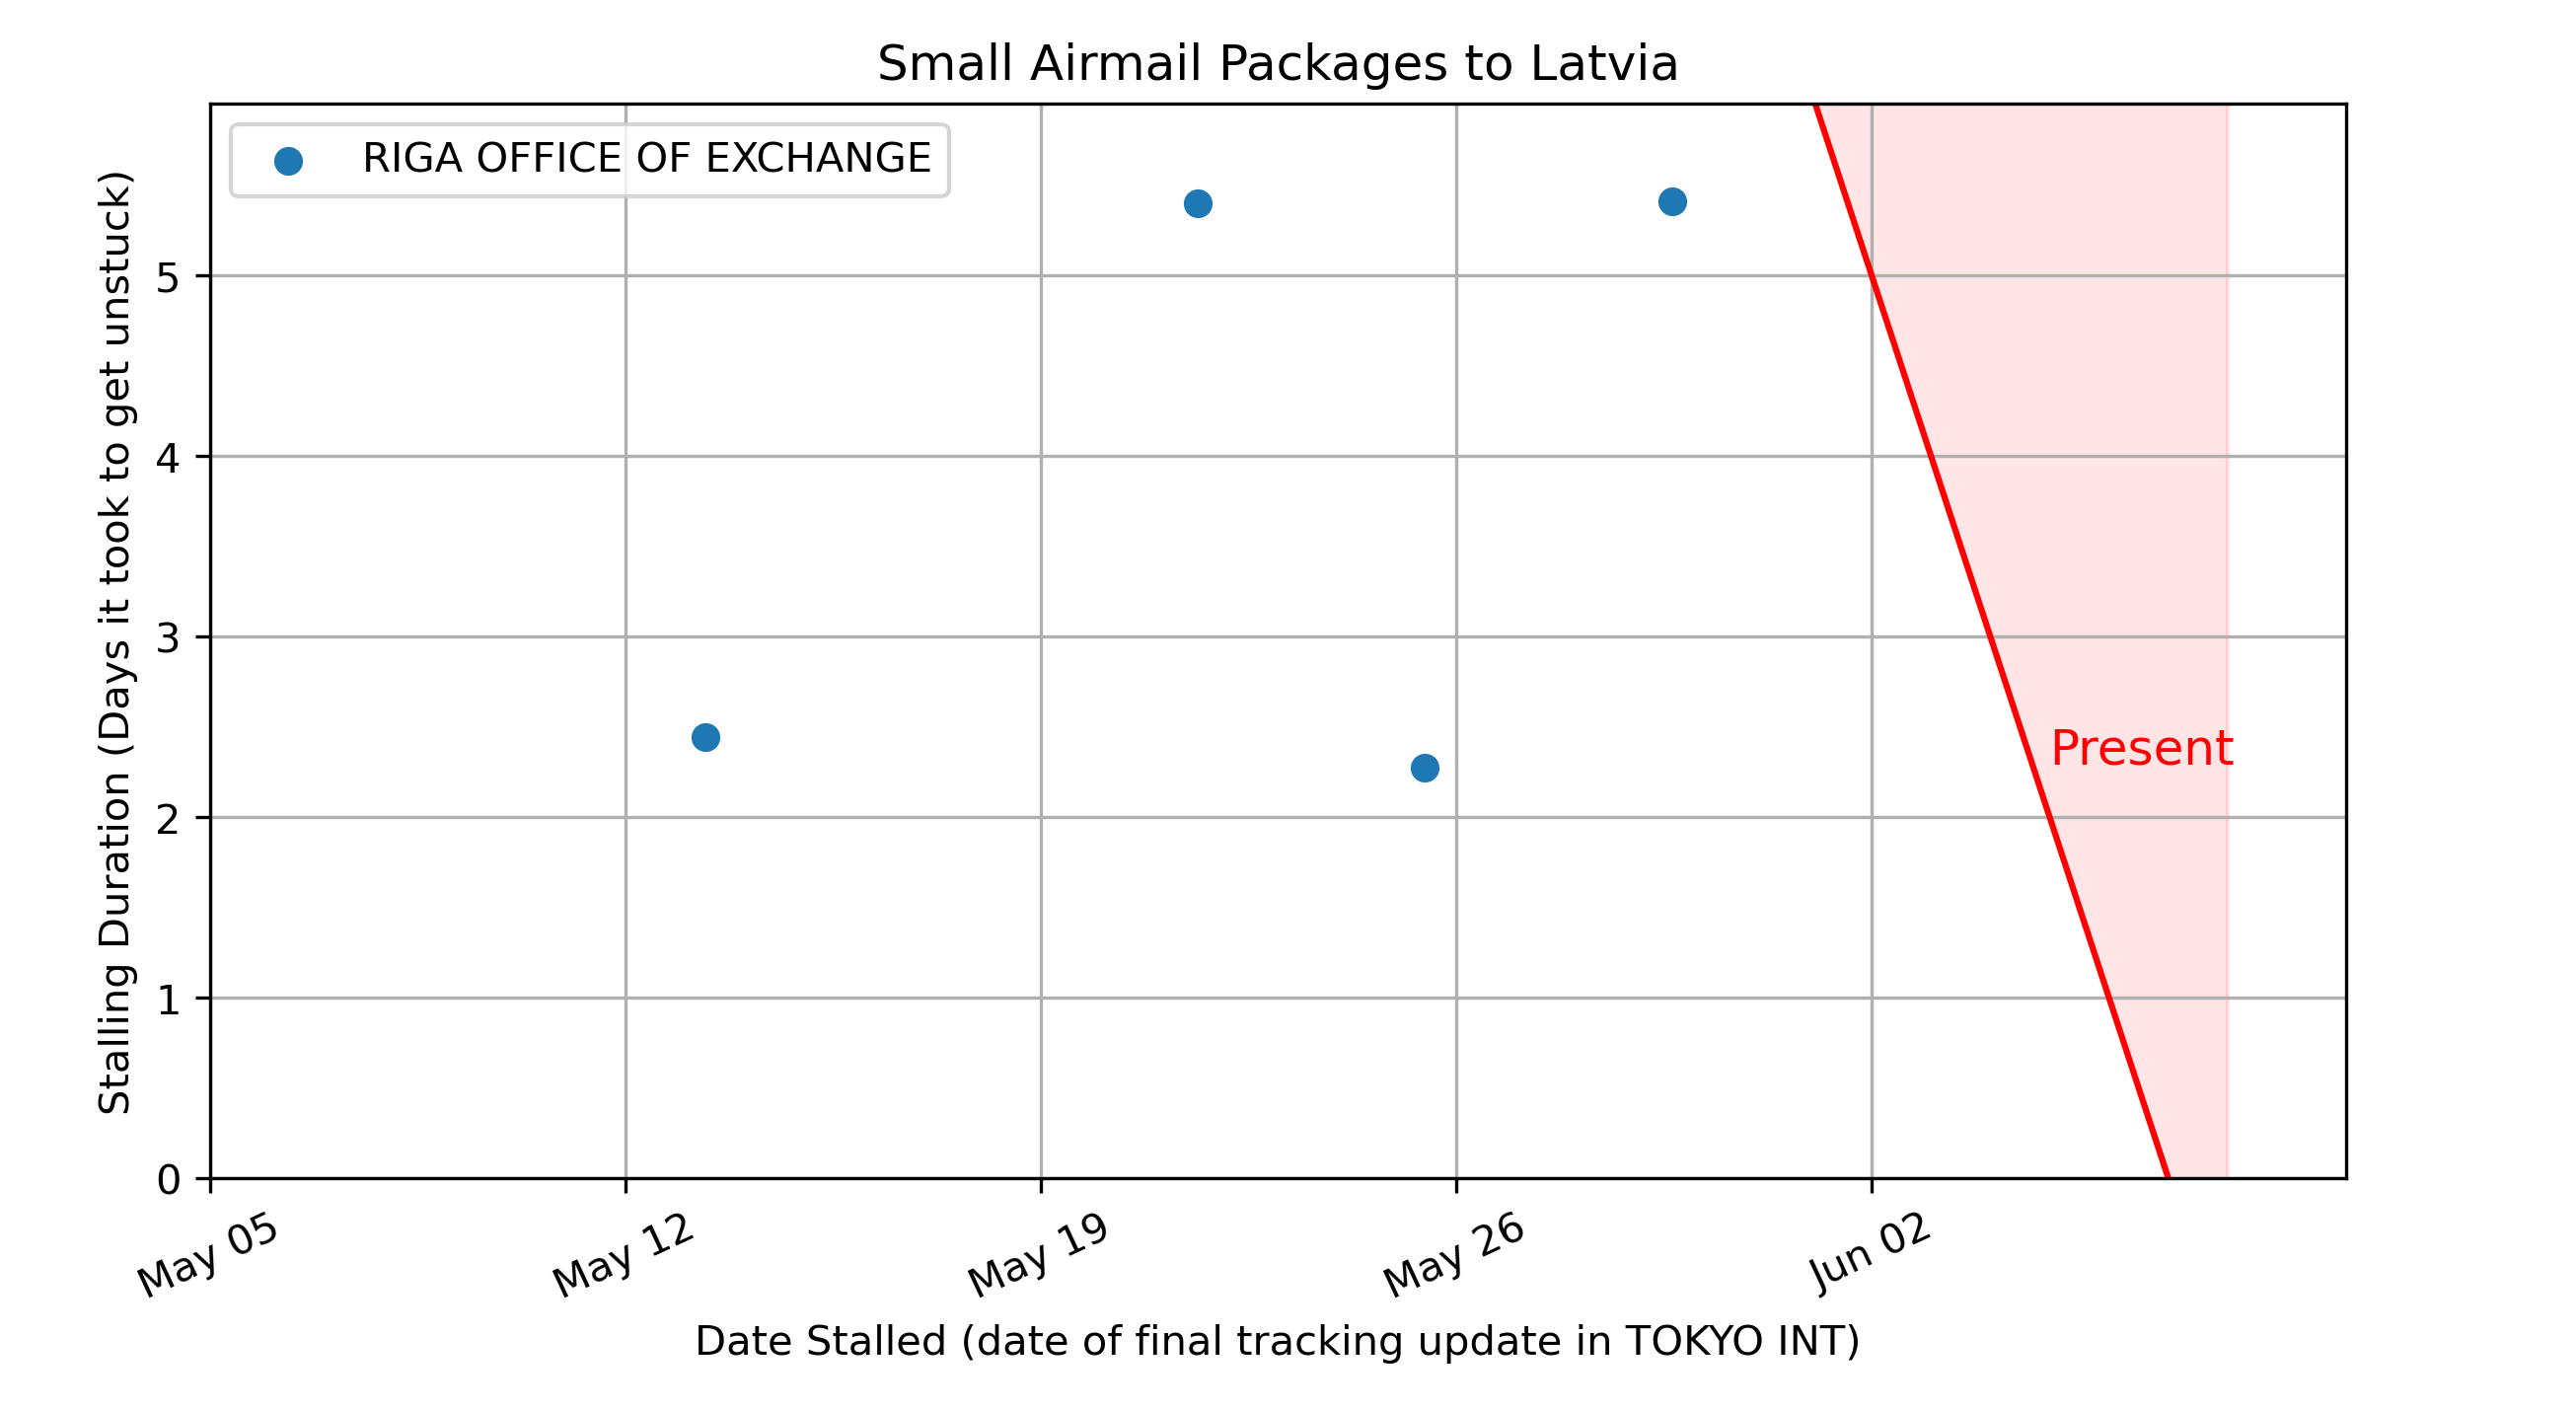 Small Airmail Packages to Latvia
RIGA OFFICE OF EXCHANGE
Stalling Duration (Days it took to get unstuck)
5
4
3
2
1
0
Present
May 05
May 12
May 19
May 26
Jun 02
Date Stalled (date of final tracking update in TOKYO INT)